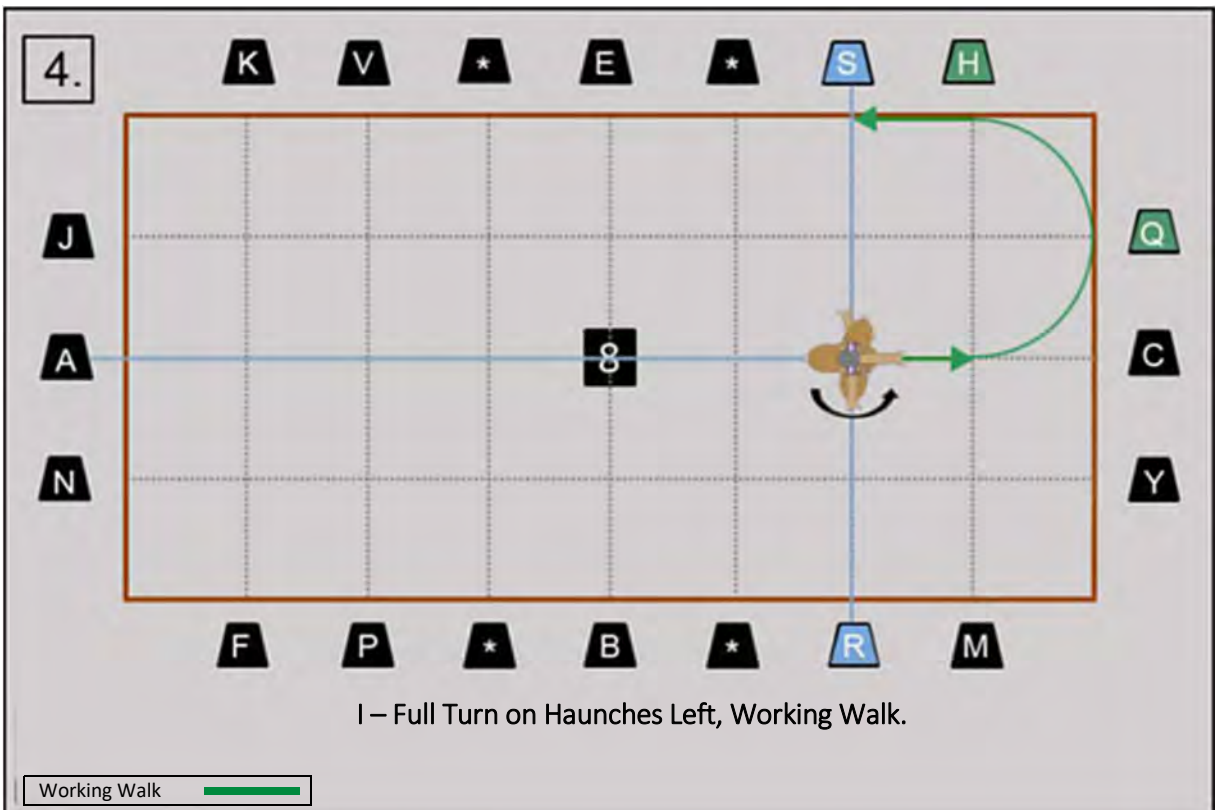 4.
K V * E * S H
J
Q
A
8
C
N
Y
F P * B * R M
I – Full Turn on Haunches Left, Working Walk.
Working Walk